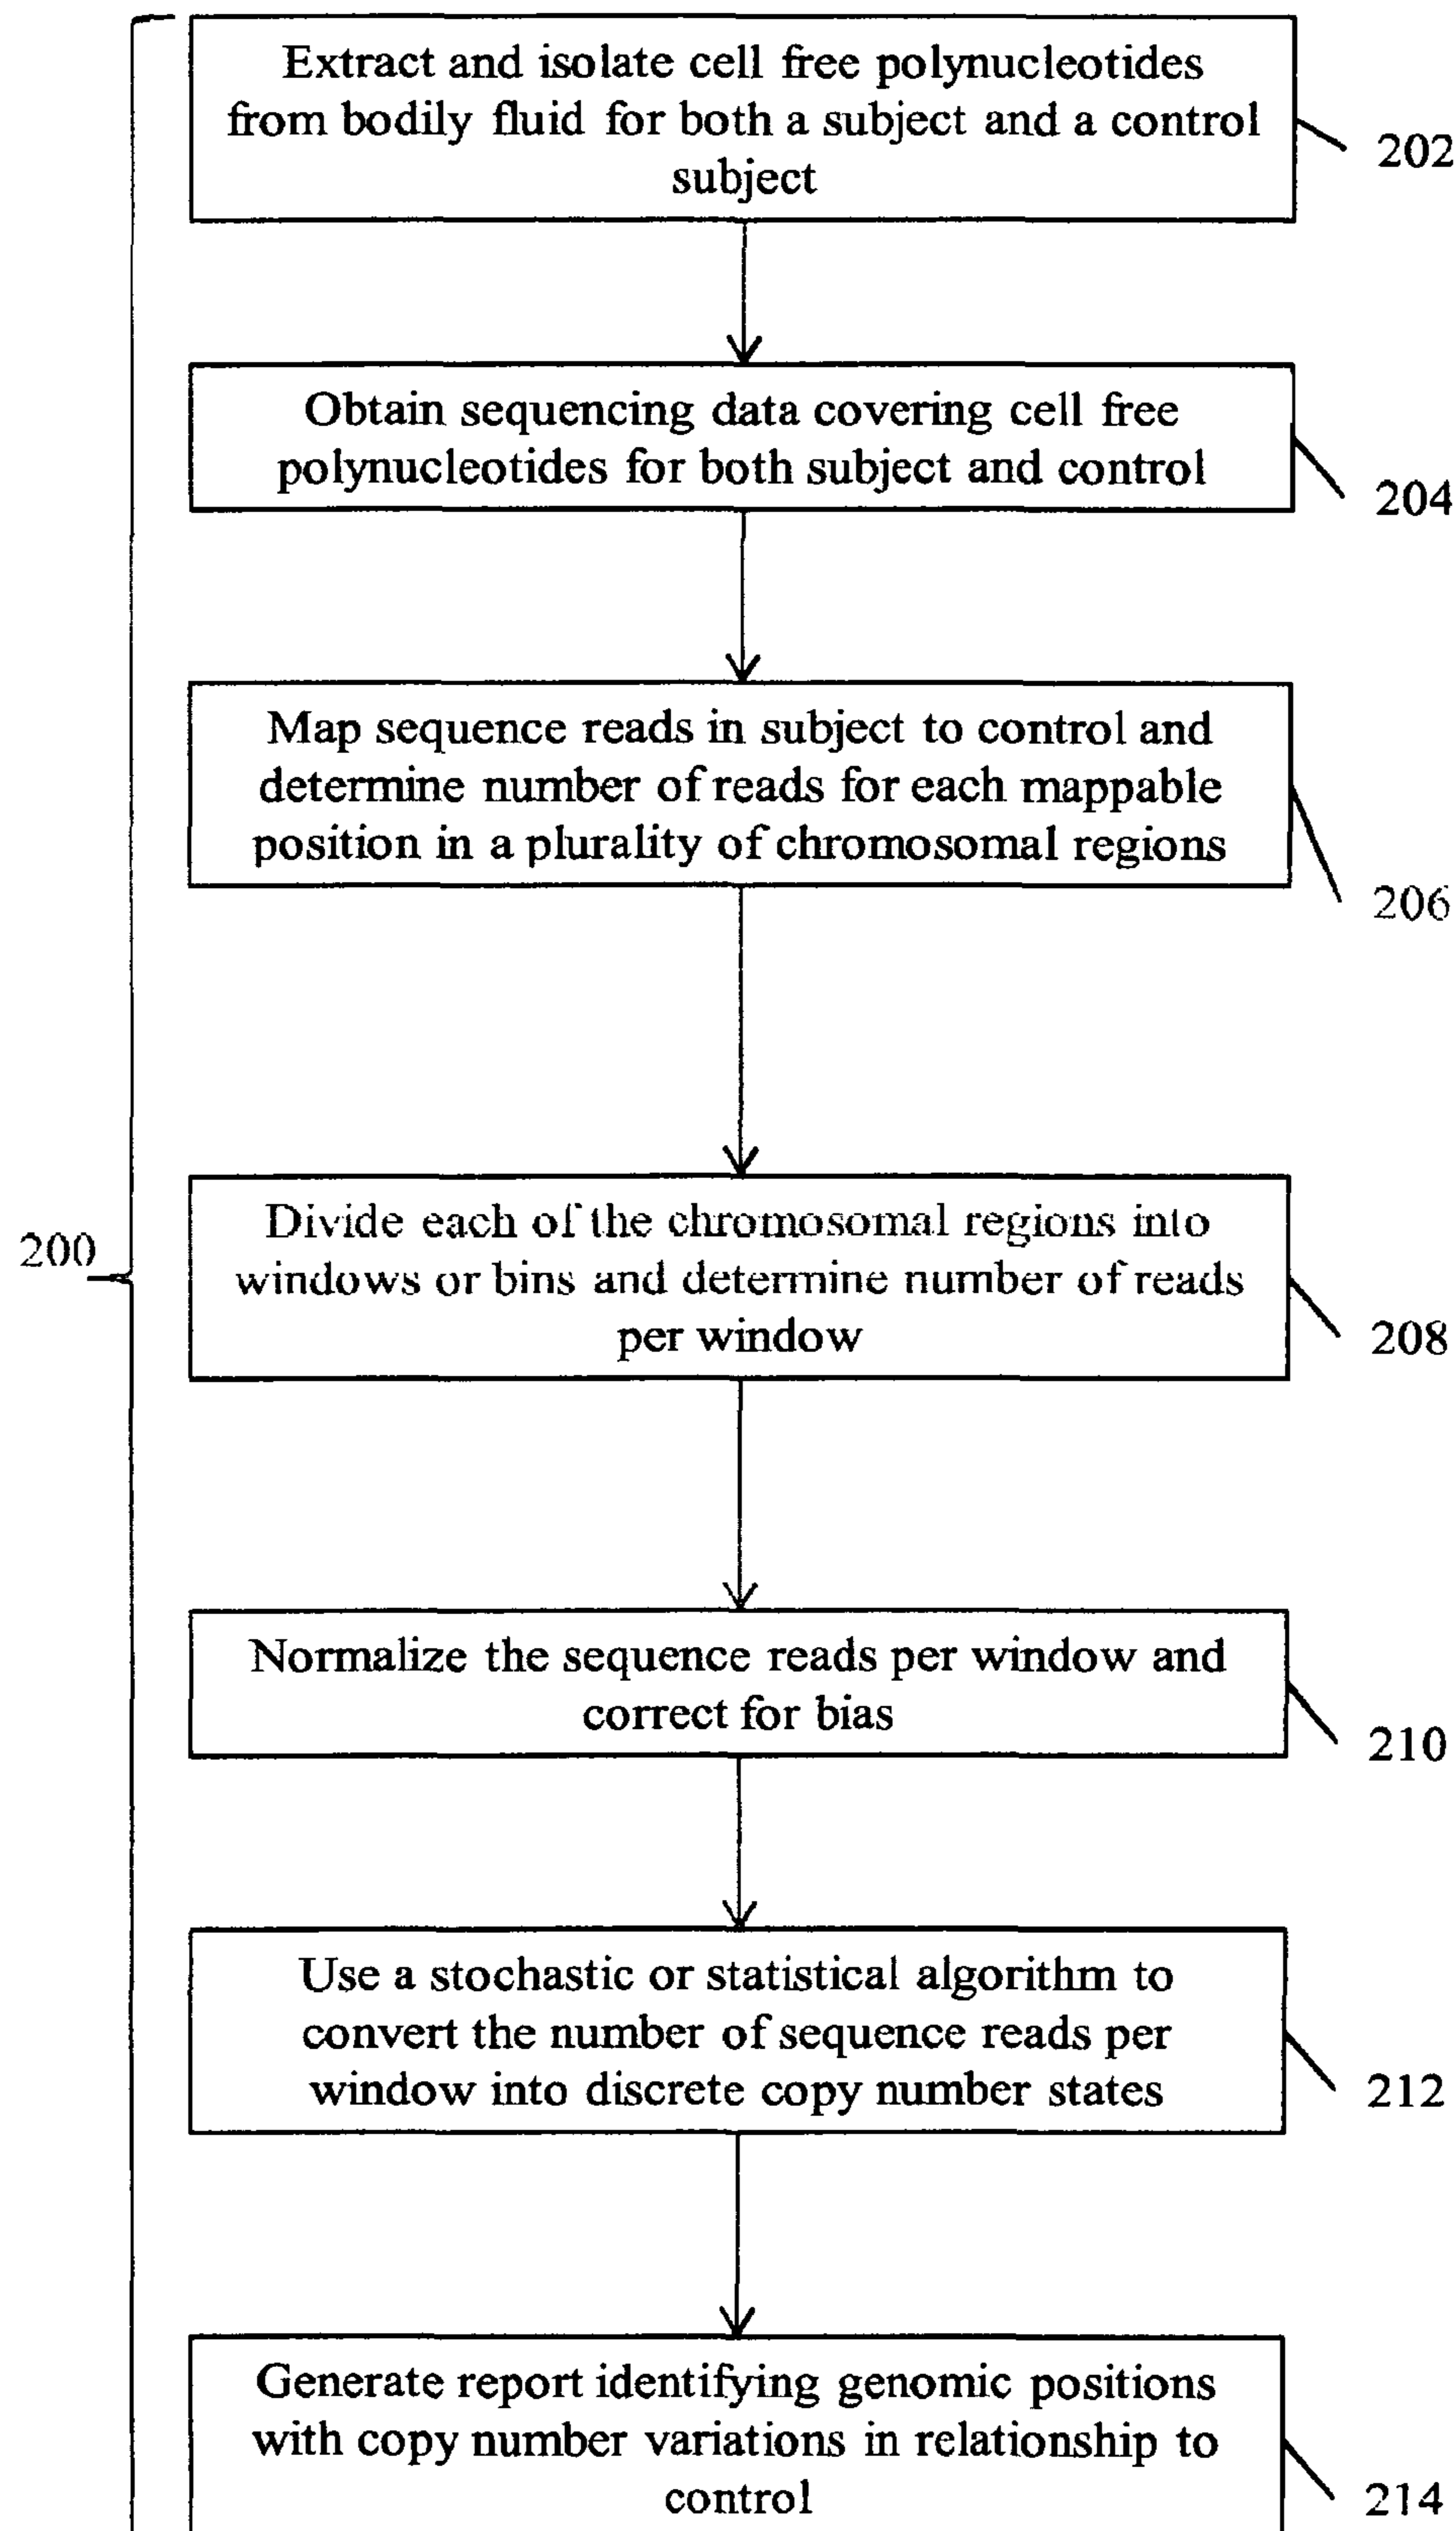 Extract and isolate cell free polynucleotides
from bodily fluid for both a subject and a control
subject
202
Obtain sequencing data covering cell free
polynucleotides for both subject and control
204
Map sequence reads in subject to control and
determine number of reads for each mappable
position in a plurality of chromosomal regions
206
200
Divide each of the chromosomal regions into
windows or bins and determine number of reads
per window
208
Normalize the sequence reads per window and
correct for bias
210
Use a stochastic or statistical algorithm to
convert the number of sequence reads per
window into discrete copy number states
212
Generate report identifying genomic positions
with copy number variations in relationship to
control
214